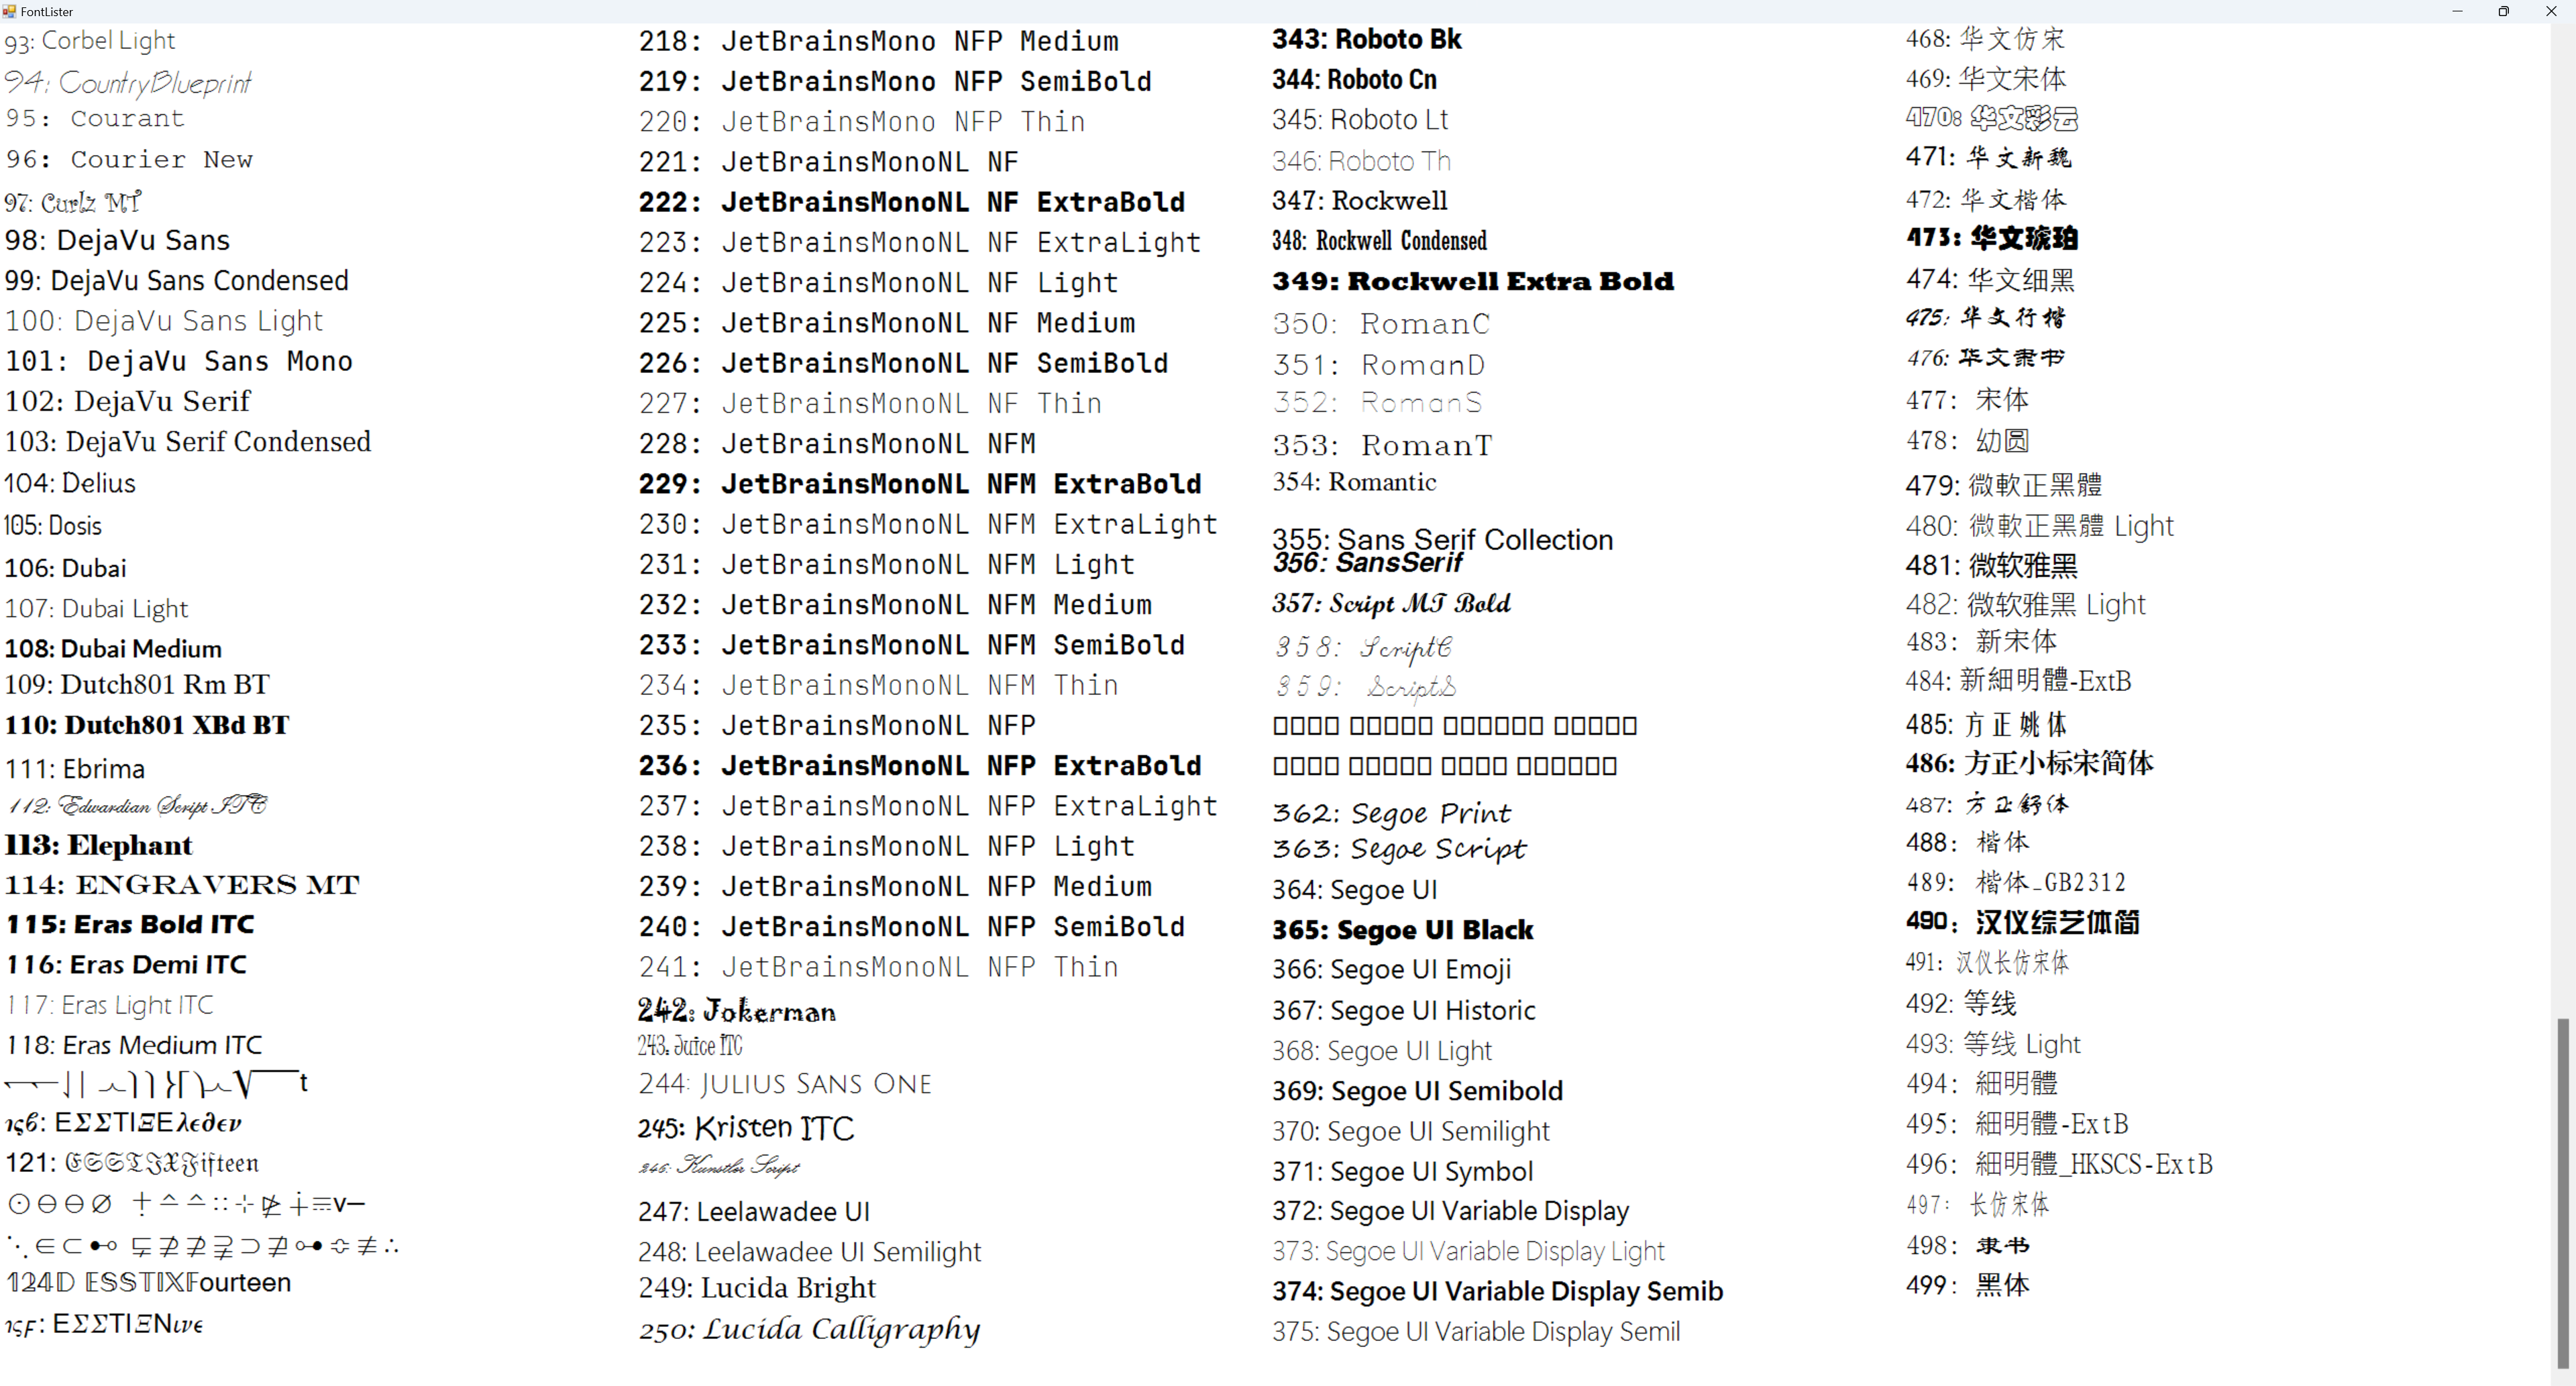 FontLister
93: Corbel Light
94: CountryBlueprint
95: Courant
96: Courier New
97: Curlz MT
98: DejaVu Sans
99: DejaVu Sans Condensed
100: DejaVu Sans Light
101: DejaVu Sans Mono
102: DejaVu Serif
103: DejaVu Serif Condensed
104: Delius
105: Dosis
106: Dubai
107: Dubai Light
108: Dubai Medium
109: Dutch801 Rm BT
110: Dutch801 XBd BT
111: Ebrima
112: Edwardian Script ITC
113: Elephant
114: ENGRAVERS MT
115: Eras Bold ITC
116: Eras Demi ITC
117: Eras Light ITC
118: Eras Medium ITC
121: ESSTIXFifteen
124D ESSTIXFourteen
218: JetBrainsMono NFP Medium
219: JetBrainsMono NFP SemiBold
220: JetBrainsMono NFP Thin
221: JetBrainsMonoNL NF
222: JetBrainsMonoNL NF ExtraBold
223: JetBrainsMonoNL NF ExtraLight
224: JetBrainsMonoNL NF Light
225: JetBrainsMonoNL NF Medium
226: JetBrainsMonoNL NF SemiBold
227: JetBrainsMonoNL NF Thin
228: JetBrainsMonoNL NFM
229: JetBrainsMonoNL NFM ExtraBold
230: JetBrainsMonoNL NFM ExtraLight
231: JetBrainsMonoNL NFM Light
232: JetBrainsMonoNL NFM Medium
233: JetBrainsMonoNL NFM SemiBold
234: JetBrainsMonoNL NFM Thin
235: JetBrainsMonoNL NFP
236: JetBrainsMonoNL NFP ExtraBold
237: JetBrainsMonoNL NFP ExtraLight
238: JetBrainsMonoNL NFP Light
239: JetBrainsMonoNL NFP Medium
240: JetBrainsMonoNL NFP SemiBold
241: JetBrainsMonoNL NFP Thin
242: Jokerman
243: Juice ITC
244: Julius Sans One
245: Kristen ITC
246: Kunstler Script
247: Leelawadee UI
248: Leelawadee UI Semilight
249: Lucida Bright
250: Lucida Calligraphy
343: Roboto Bk
344: Roboto Cn
345: Roboto Lt
346: Roboto Th
347: Rockwell
348: Rockwell Condensed
349: Rockwell Extra Bold
350: RomanC
351: RomanD
352: RomanS
353: RomanT
354: Romantic
355: Sans Serif Collection
356: SansSerif
357: Script MT Bold
358: ScriptC
359: ScriptS
362: Segoe Print
363: Segoe Script
364: Segoe UI
365: Segoe UI Black
366: Segoe UI Emoji
367: Segoe UI Historic
368: Segoe UI Light
369: Segoe UI Semibold
370: Segoe UI Semilight
371: Segoe UI Symbol
372: Segoe UI Variable Display
373: Segoe UI Variable Display Light
374: Segoe UI Variable Display Semib
375: Segoe UI Variable Display Semil
468: 华文仿宋
469: 华文宋体
470: 华文彩云
471: 华文新魏
472: 华文楷体
473: 华文琥珀
474: 华文细黑
475: 华文行楷
476: 华文隶书
477: 宋体
478: 幼圆
479: 微軟正黑體
480: 微軟正黑體 Light
481: 微软雅黑
482: 微软雅黑 Light
483: 新宋体
484: 新細明體-ExtB
485: 方正姚体
486: 方正小标宋简体
487: 方正舒体
488: 楷体
489: 楷体_GB2312
490: 汉仪综艺体简
491: 汉仪长仿宋体
492: 等线
493: 等线 Light
494: 細明體
495: 細明體-ExtB
496: 細明體_HKSCS-ExtB
497: 长仿宋体
498: 隶书
499: 黑体